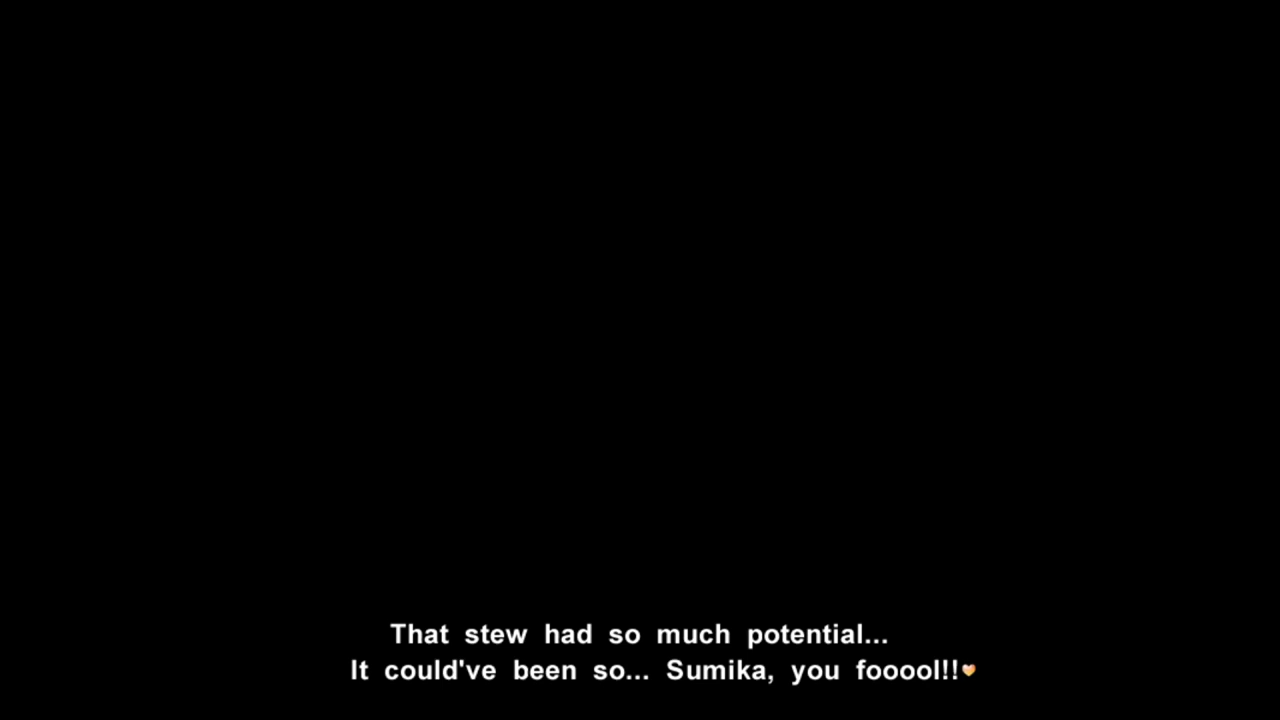 That stew had so much potential...
It could've been so... Sumika, you fooool!!